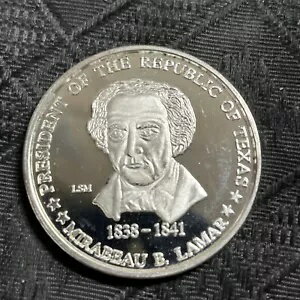 PRESIDENT OF THE REPUBLIC OF TEXAS
LSM
1838-1841
MIRABEAU B. LAMAR